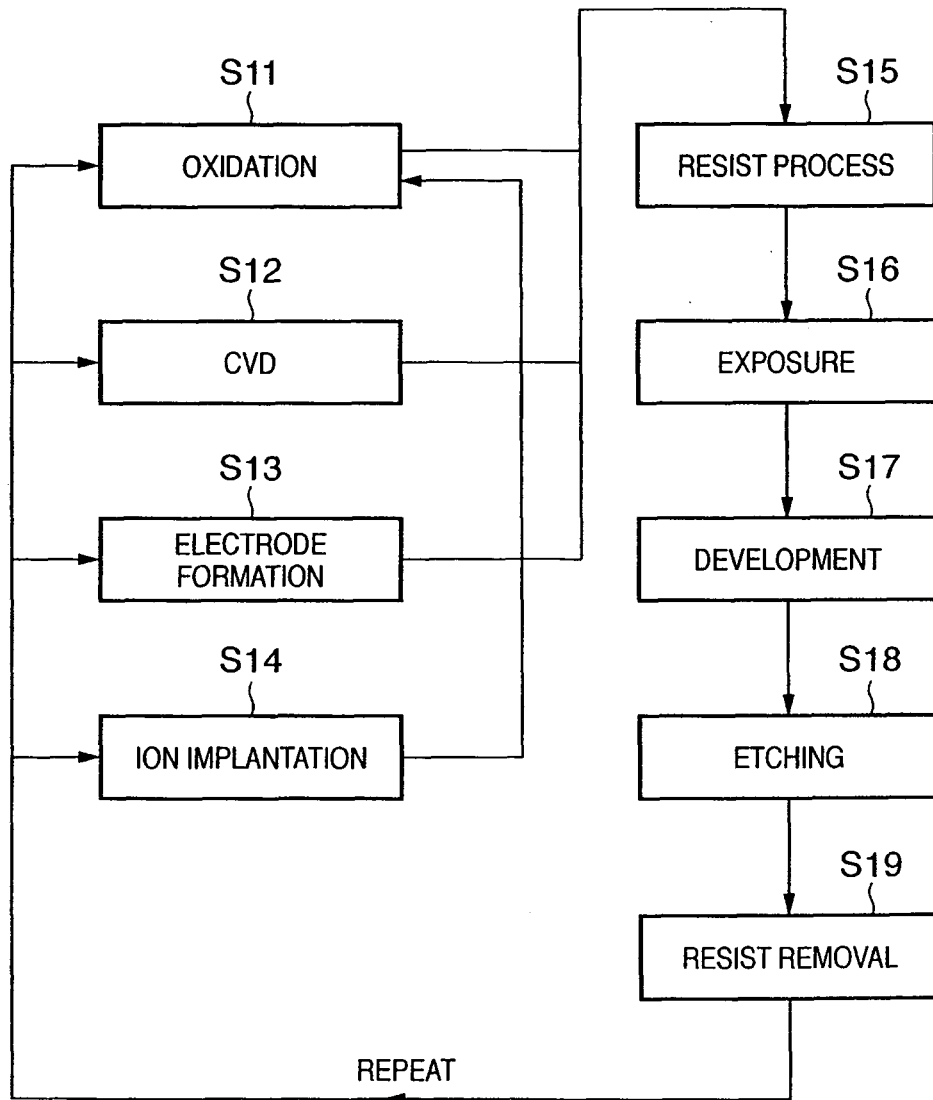 S11
OXIDATION
S12
CVD
S13
ELECTRODE
FORMATION
S14
ION IMPLANTATION
S15
RESIST PROCESS
S16
EXPOSURE
S17
DEVELOPMENT
S18
ETCHING
S19
RESIST REMOVAL
REPEAT